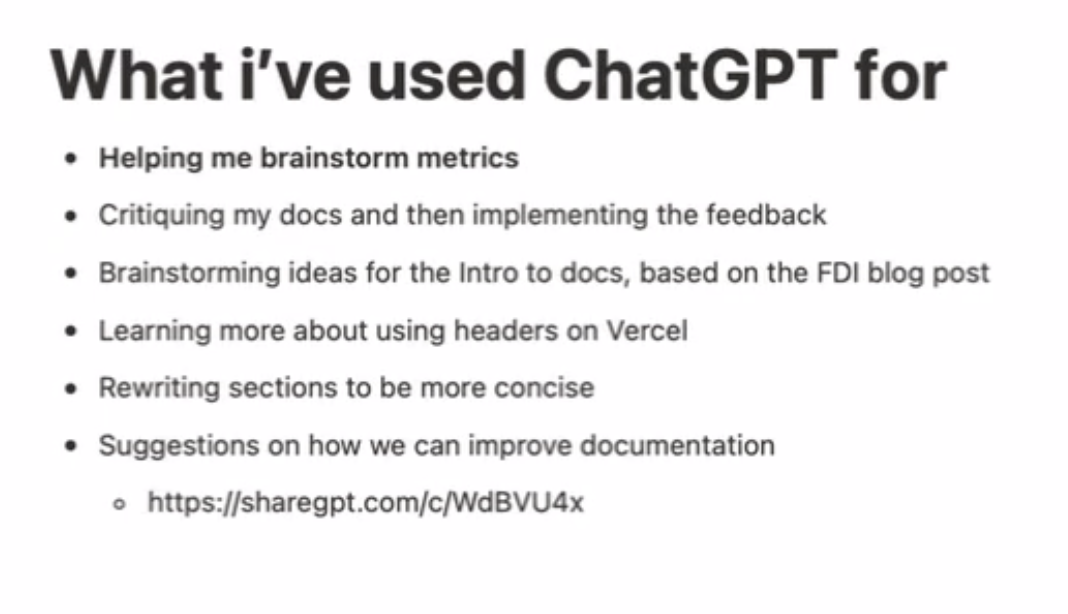 What i’ve used ChatGPT for
• Helping me brainstorm metrics
• Critiquing my docs and then implementing the feedback
• Brainstorming ideas for the Intro to docs, based on the FDI blog post
• Learning more about using headers on Vercel
• Rewriting sections to be more concise
• Suggestions on how we can improve documentation
◦ https://sharegpt.com/c/WdBVU4x